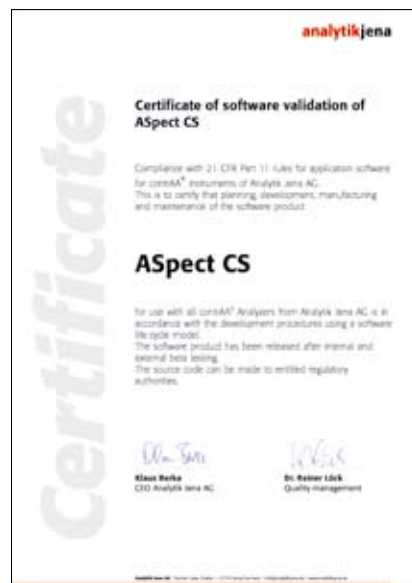 analytikjena
Certificate
Certificate of software validation of
ASpect CS
Compliance with 21 CFR Part 11 rules for application software
for contrAA® instruments of Analytik Jena AG.
This is to certify that planning, development, manufacturing
and maintenance of the software product
ASpect CS
for use with all contrAA® Analyzers from Analytik Jena AG is in
accordance with the development procedures using a software
life cycle model.
The software product has been released after internal and
external beta testing.
The source code can be made to entitled regulatory
authorities.
Klaus Berka
CEO Analytik Jena AG
Dr. Reiner Löck
Quality management